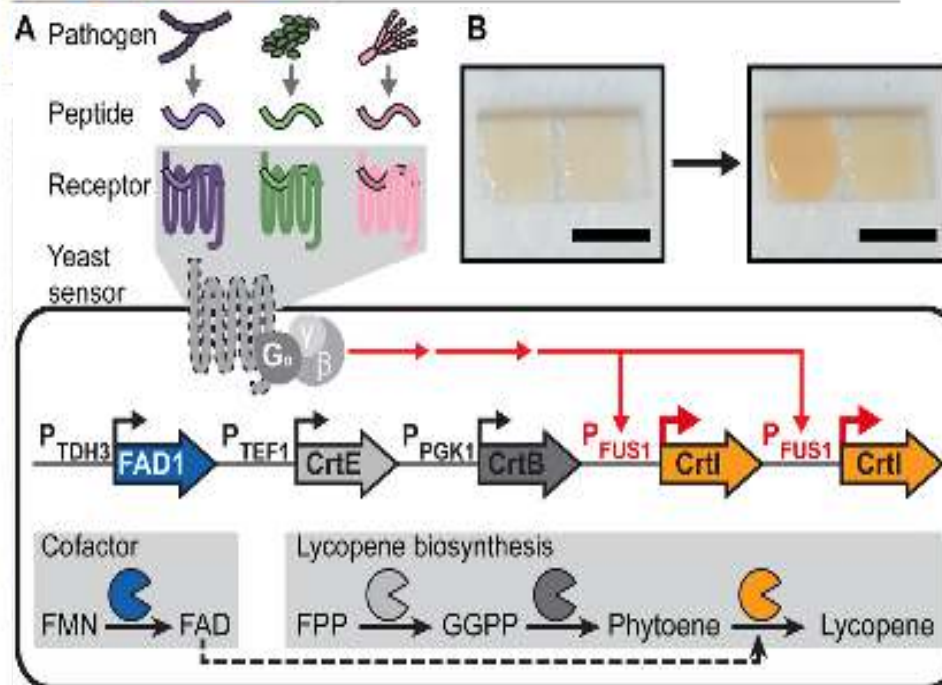 A Pathogen
B
Peptide
Receptor
Yeast
sensor
Gα γ β
PTDH3 FAD1 PTEF1 CrtE PPGK1 CrtB PFUS1 CrtI PFUS1 CrtI
Cofactor
Lycopene biosynthesis
FMN FAD
FPP GGPP Phytoene Lycopene